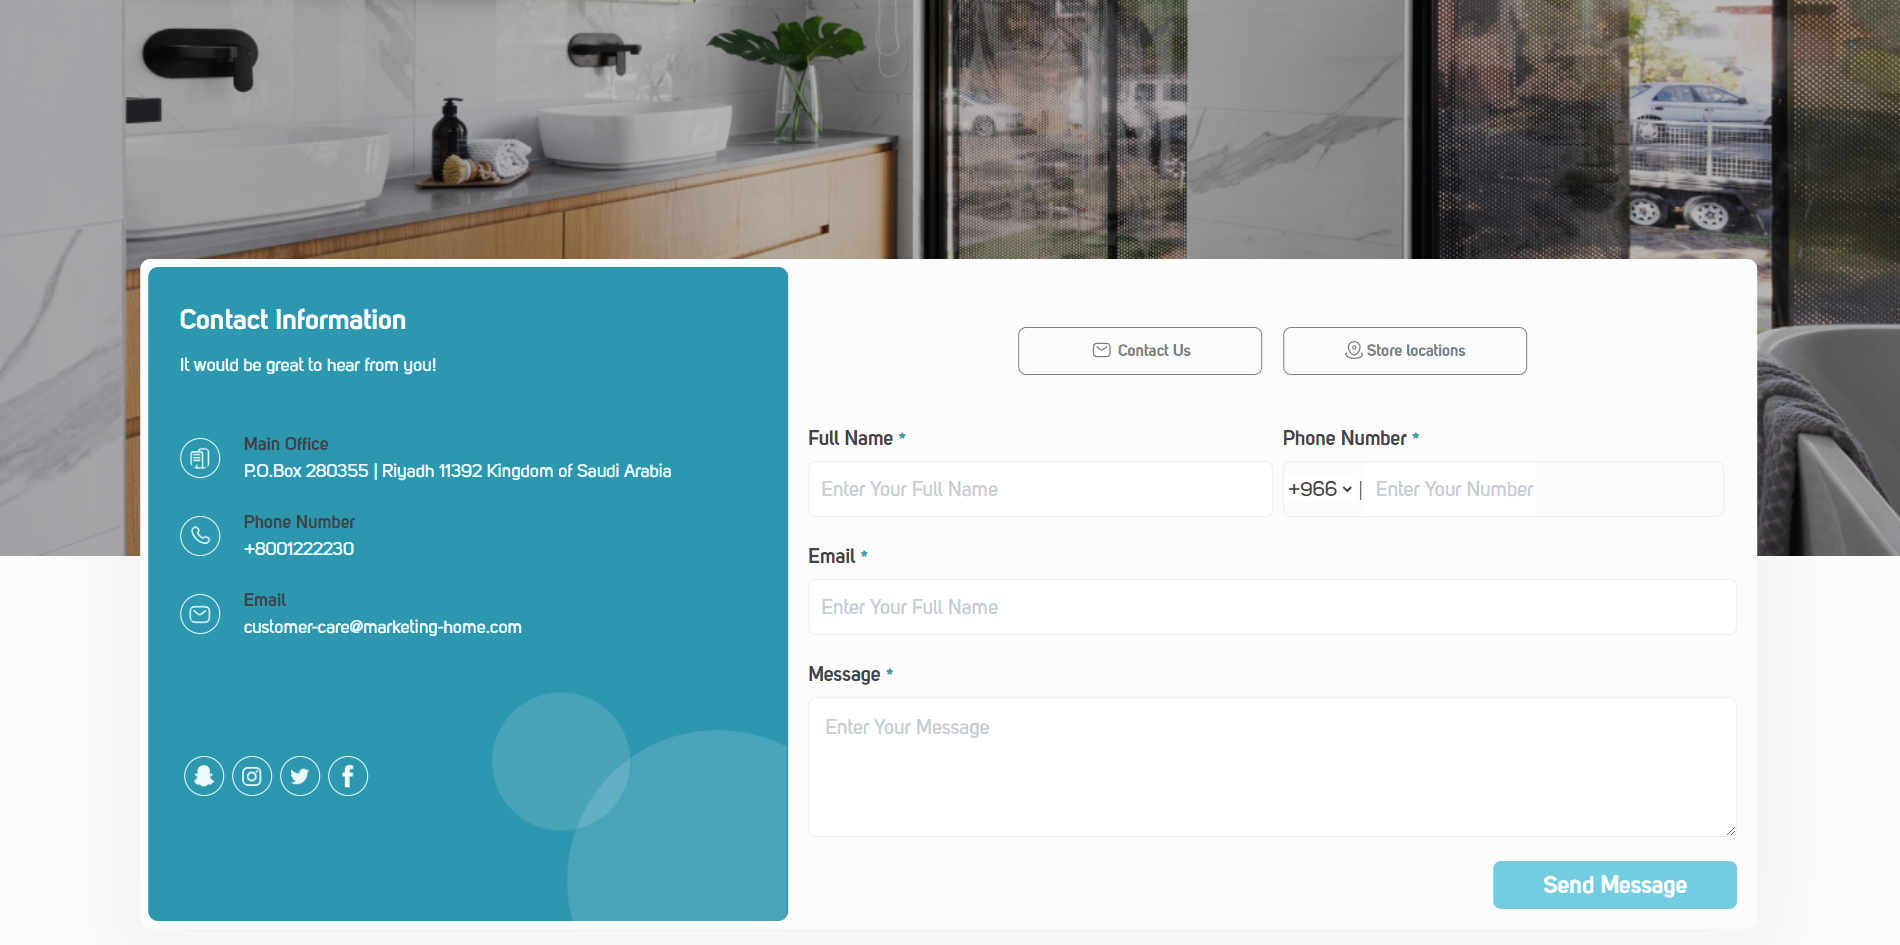 Contact Information
It would be great to hear from you!
Main Office
P.O.Box 280355 | Riyadh 11392 Kingdom of Saudi Arabia
Phone Number
+8001222230
Email
customer-care@marketing-home.com
Contact Us
Store locations
Full Name *
Enter Your Full Name
Phone Number *
+966 | Enter Your Number
Email *
Enter Your Full Name
Message *
Enter Your Message
Send Message